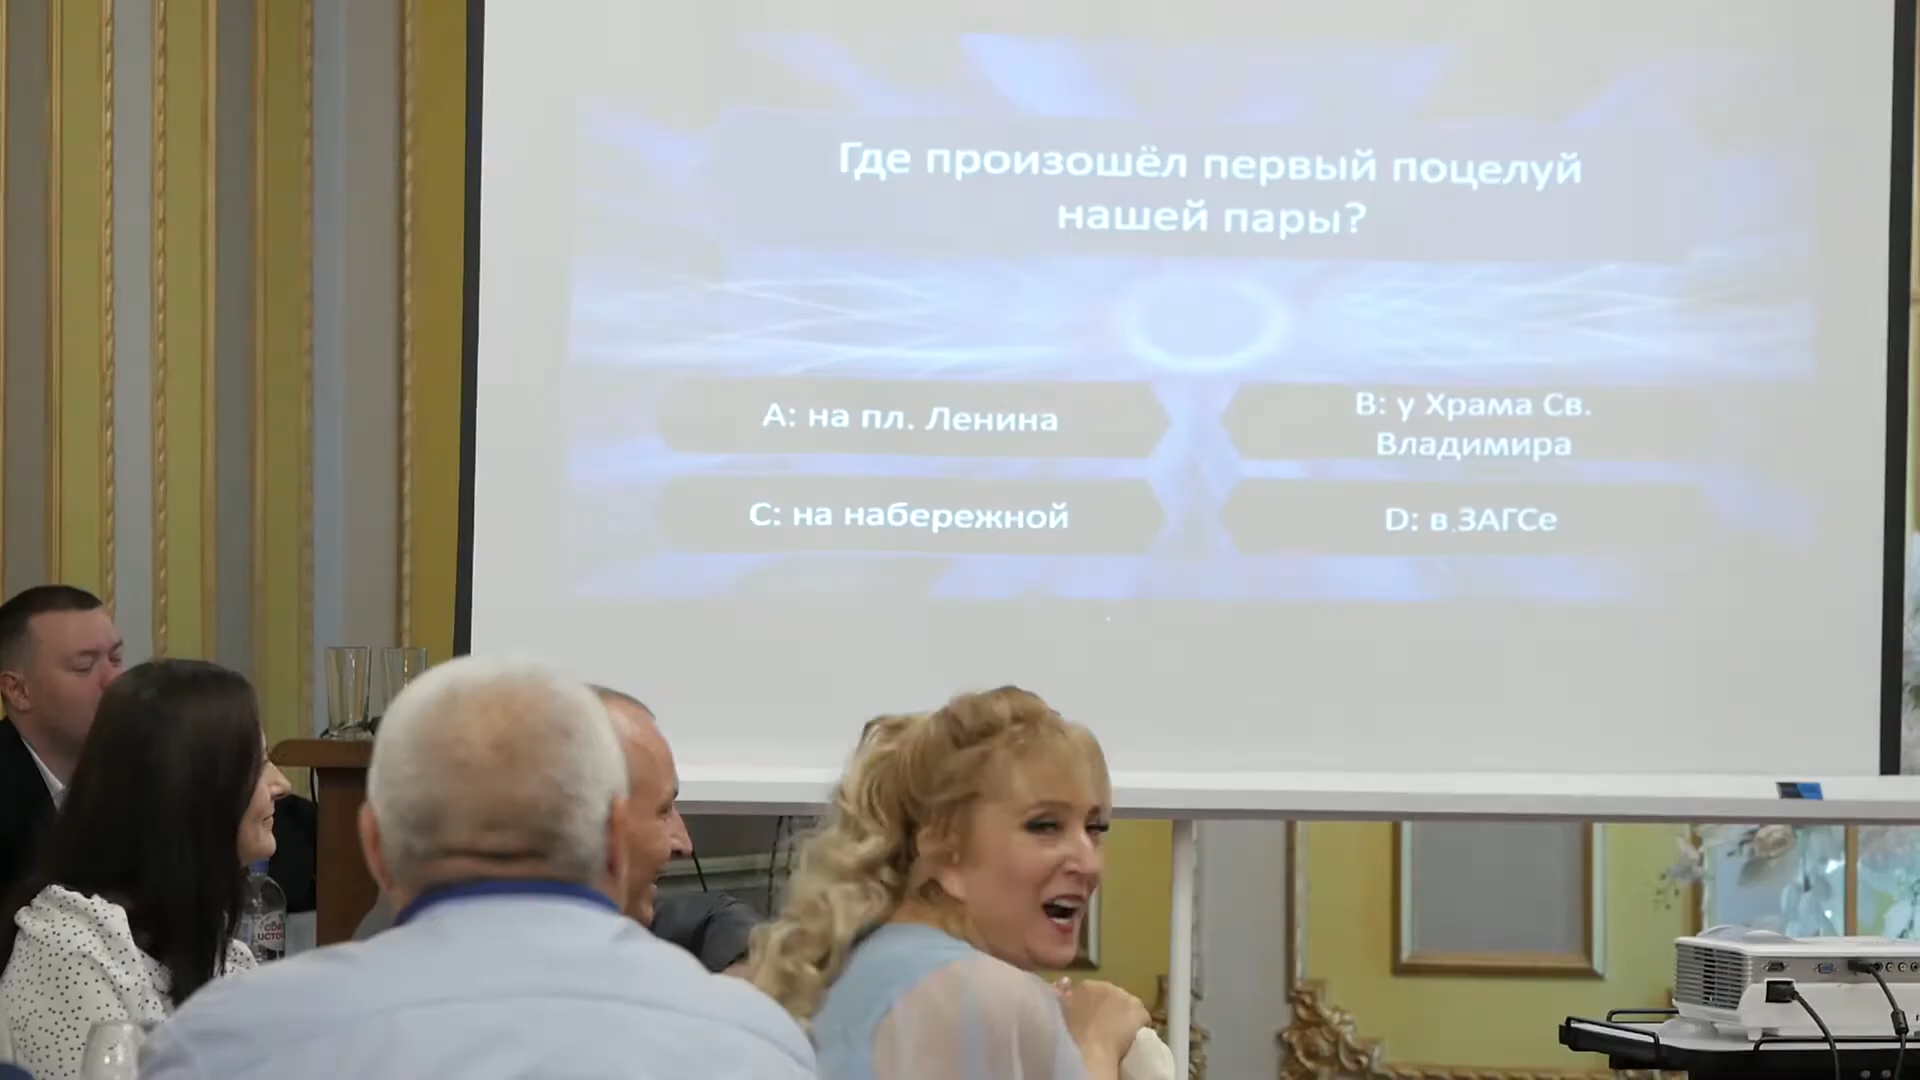 Где произошёл первый поцелуй
нашей пары?
A: на пл. Ленина
B: у Храма Св.
Владимира
C: на набережной
D: в ЗАГСе